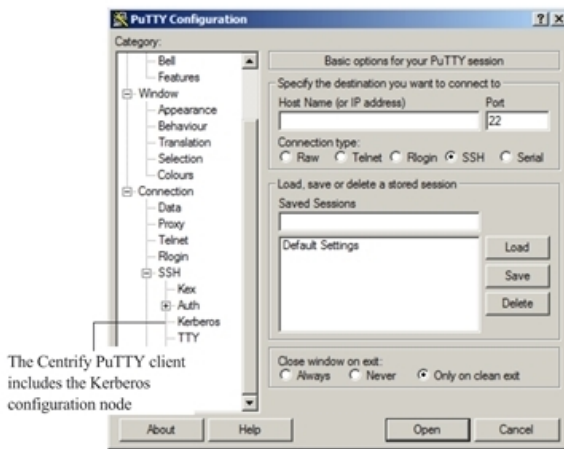 PuTTY Configuration
Category:
Bell
Features
Window
Appearance
Behaviour
Translation
Selection
Colours
Connection
Data
Proxy
Telnet
Rlogin
SSH
Kex
Auth
Kerberos
TTY
Basic options for your PuTTY session
Specify the destination you want to connect to
Host Name (or IP address) Port
22
Connection type:
Raw Telnet Rlogin SSH Serial
Load, save or delete a stored session
Saved Sessions
Default Settings
Load
Save
Delete
Close window on exit:
Always Never Only on clean exit
About Help Open Cancel
The Centrify PuTTY client
includes the Kerberos
configuration node